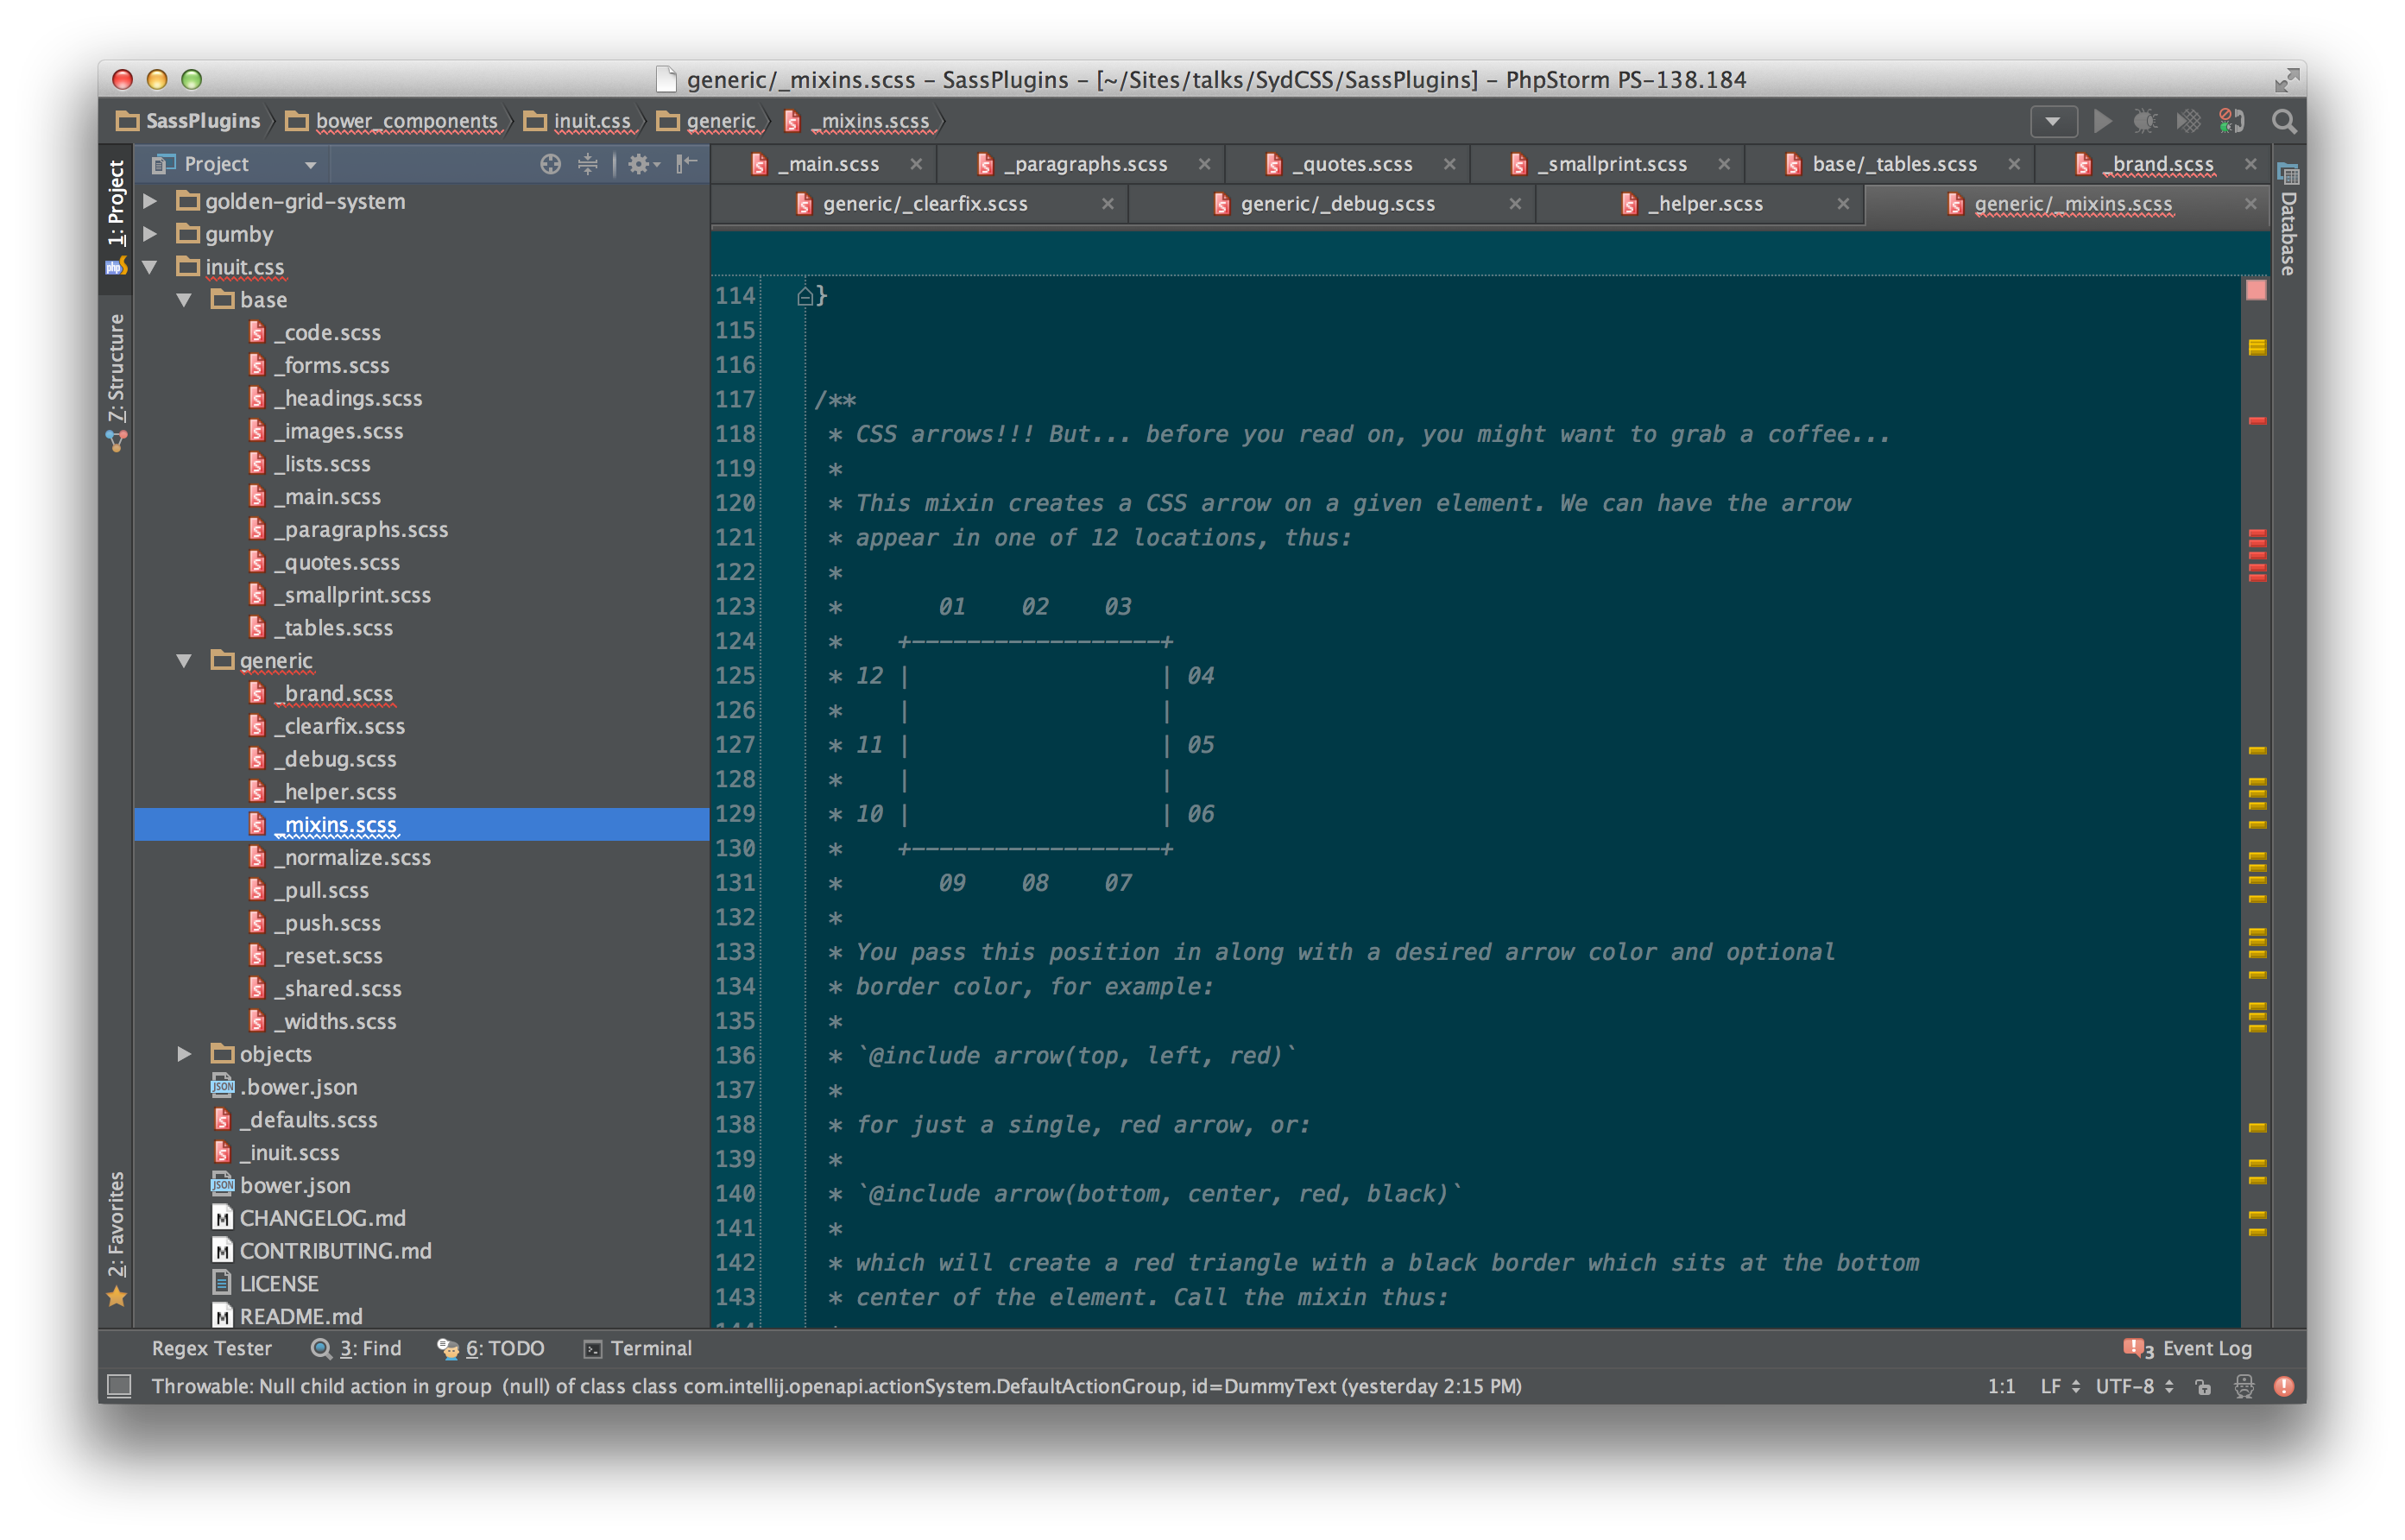 generic/_mixins.scss – SassPlugins – [~/Sites/talks/SydCSS/SassPlugins] – PhpStorm PS-138.184
SassPlugins bower_components inuit.css generic _mixins.scss
1: Project
7: Structure
2: Favorites
Project
golden-grid-system
gumby
inuit.css
base
_code.scss
_forms.scss
_headings.scss
_images.scss
_lists.scss
_main.scss
_paragraphs.scss
_quotes.scss
_smallprint.scss
_tables.scss
generic
_brand.scss
_clearfix.scss
_debug.scss
_helper.scss
_mixins.scss
_normalize.scss
_pull.scss
_push.scss
_reset.scss
_shared.scss
_widths.scss
objects
.bower.json
_defaults.scss
_inuit.scss
bower.json
CHANGELOG.md
CONTRIBUTING.md
LICENSE
README.md
_main.scss _paragraphs.scss _quotes.scss _smallprint.scss base/_tables.scss _brand.scss
generic/_clearfix.scss generic/_debug.scss _helper.scss generic/_mixins.scss
114 }
115
116
117 /**
118 * CSS arrows!!! But... before you read on, you might want to grab a coffee...
119 *
120 * This mixin creates a CSS arrow on a given element. We can have the arrow
121 * appear in one of 12 locations, thus:
122 *
123 * 01 02 03
124 * +------------------+
125 * 12 | | 04
126 * | |
127 * 11 | | 05
128 * | |
129 * 10 | | 06
130 * +------------------+
131 * 09 08 07
132 *
133 * You pass this position in along with a desired arrow color and optional
134 * border color, for example:
135 *
136 * `@include arrow(top, left, red)`
137 *
138 * for just a single, red arrow, or:
139 *
140 * `@include arrow(bottom, center, red, black)`
141 *
142 * which will create a red triangle with a black border which sits at the bottom
143 * center of the element. Call the mixin thus:
Database
Regex Tester 3: Find 6: TODO Terminal 3 Event Log
Throwable: Null child action in group (null) of class class com.intellij.openapi.actionSystem.DefaultActionGroup, id=DummyText (yesterday 2:15 PM) 1:1 LF UTF-8